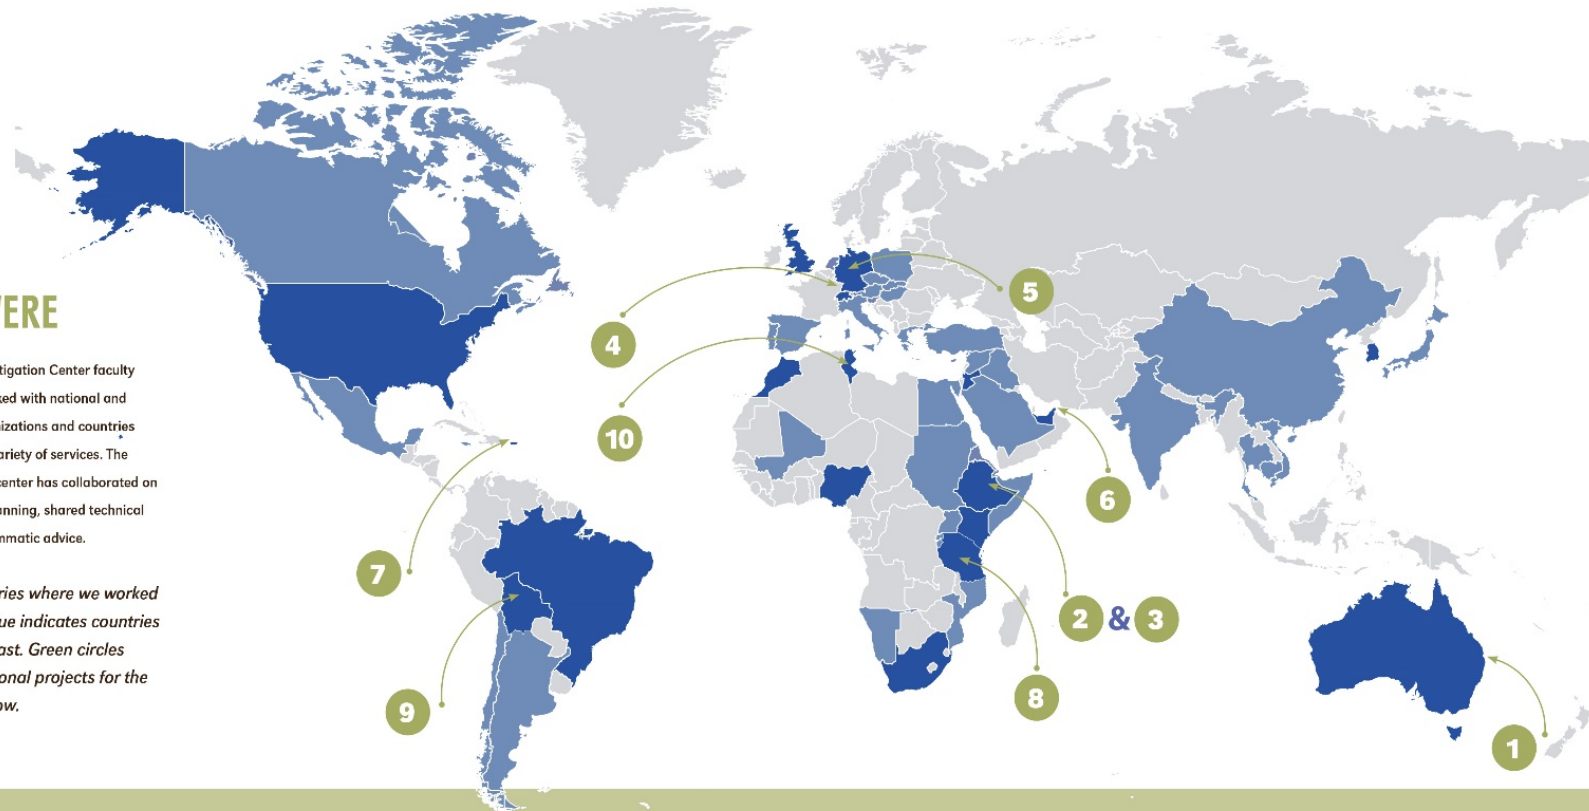 ERE
tigation Center faculty
ked with national and
izations and countries
ariety of services. The
center has collaborated on
anning, shared technical
mmatic advice.
ries where we worked
ue indicates countries
ast. Green circles
onal projects for the
ow.
4
5
10
6
7
2 & 3
8
9
1